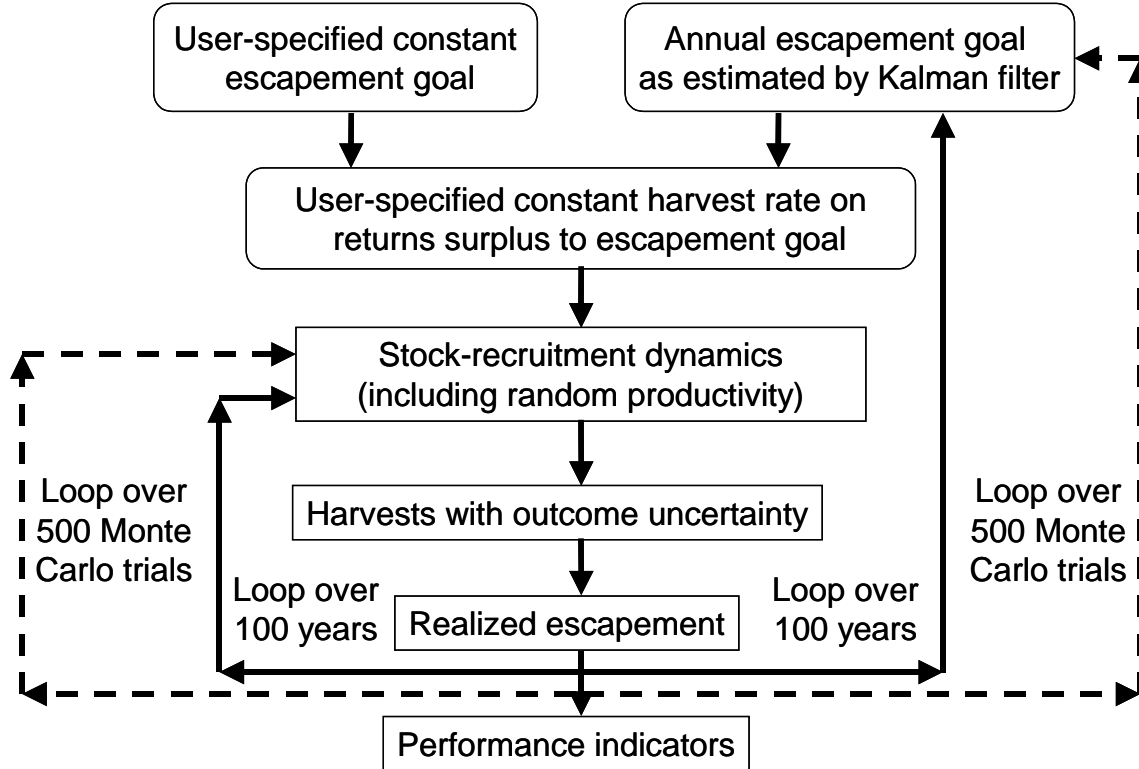 User-specified constant
escapement goal
Annual escapement goal
as estimated by Kalman filter
User-specified constant harvest rate on
returns surplus to escapement goal
Stock-recruitment dynamics
(including random productivity)
Loop over
500 Monte
Carlo trials
Harvests with outcome uncertainty
Loop over
500 Monte
Carlo trials
Loop over
100 years
Realized escapement
Loop over
100 years
Performance indicators